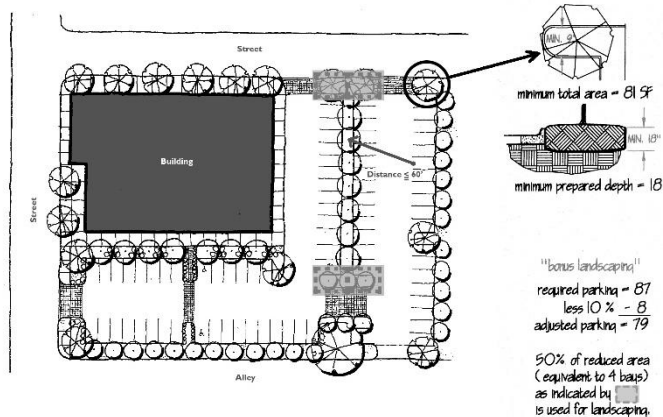 Street
MIN. 9'
minimum total area = 81 SF
Building
Distance ≤ 60'
MIN. 18"
minimum prepared depth = 18
Street
"bonus landscaping"
required parking = 87
less 10% - 8
adjusted parking = 79
50% of reduced area
(equivalent to 4 bays)
as indicated by
is used for landscaping.
Alley